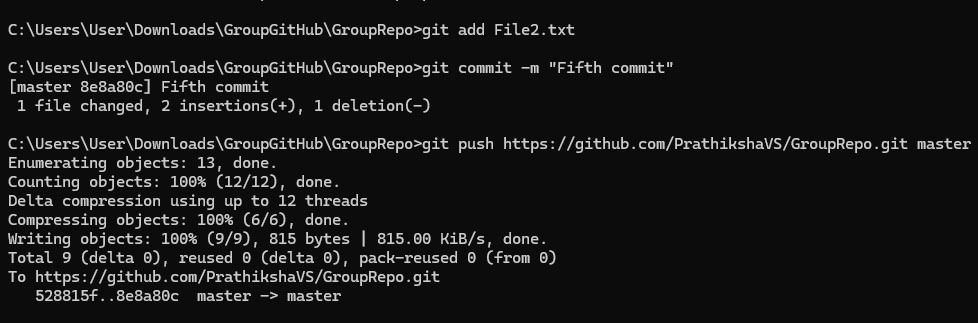 C:\Users\User\Downloads\GroupGitHub\GroupRepo>git add File2.txt
C:\Users\User\Downloads\GroupGitHub\GroupRepo>git commit -m "Fifth commit"
[master 8e8a80c] Fifth commit
 1 file changed, 2 insertions(+), 1 deletion(-)
C:\Users\User\Downloads\GroupGitHub\GroupRepo>git push https://github.com/PrathikshaVS/GroupRepo.git master
Enumerating objects: 13, done.
Counting objects: 100% (12/12), done.
Delta compression using up to 12 threads
Compressing objects: 100% (6/6), done.
Writing objects: 100% (9/9), 815 bytes | 815.00 KiB/s, done.
Total 9 (delta 0), reused 0 (delta 0), pack-reused 0 (from 0)
To https://github.com/PrathikshaVS/GroupRepo.git
   528815f..8e8a80c  master -> master